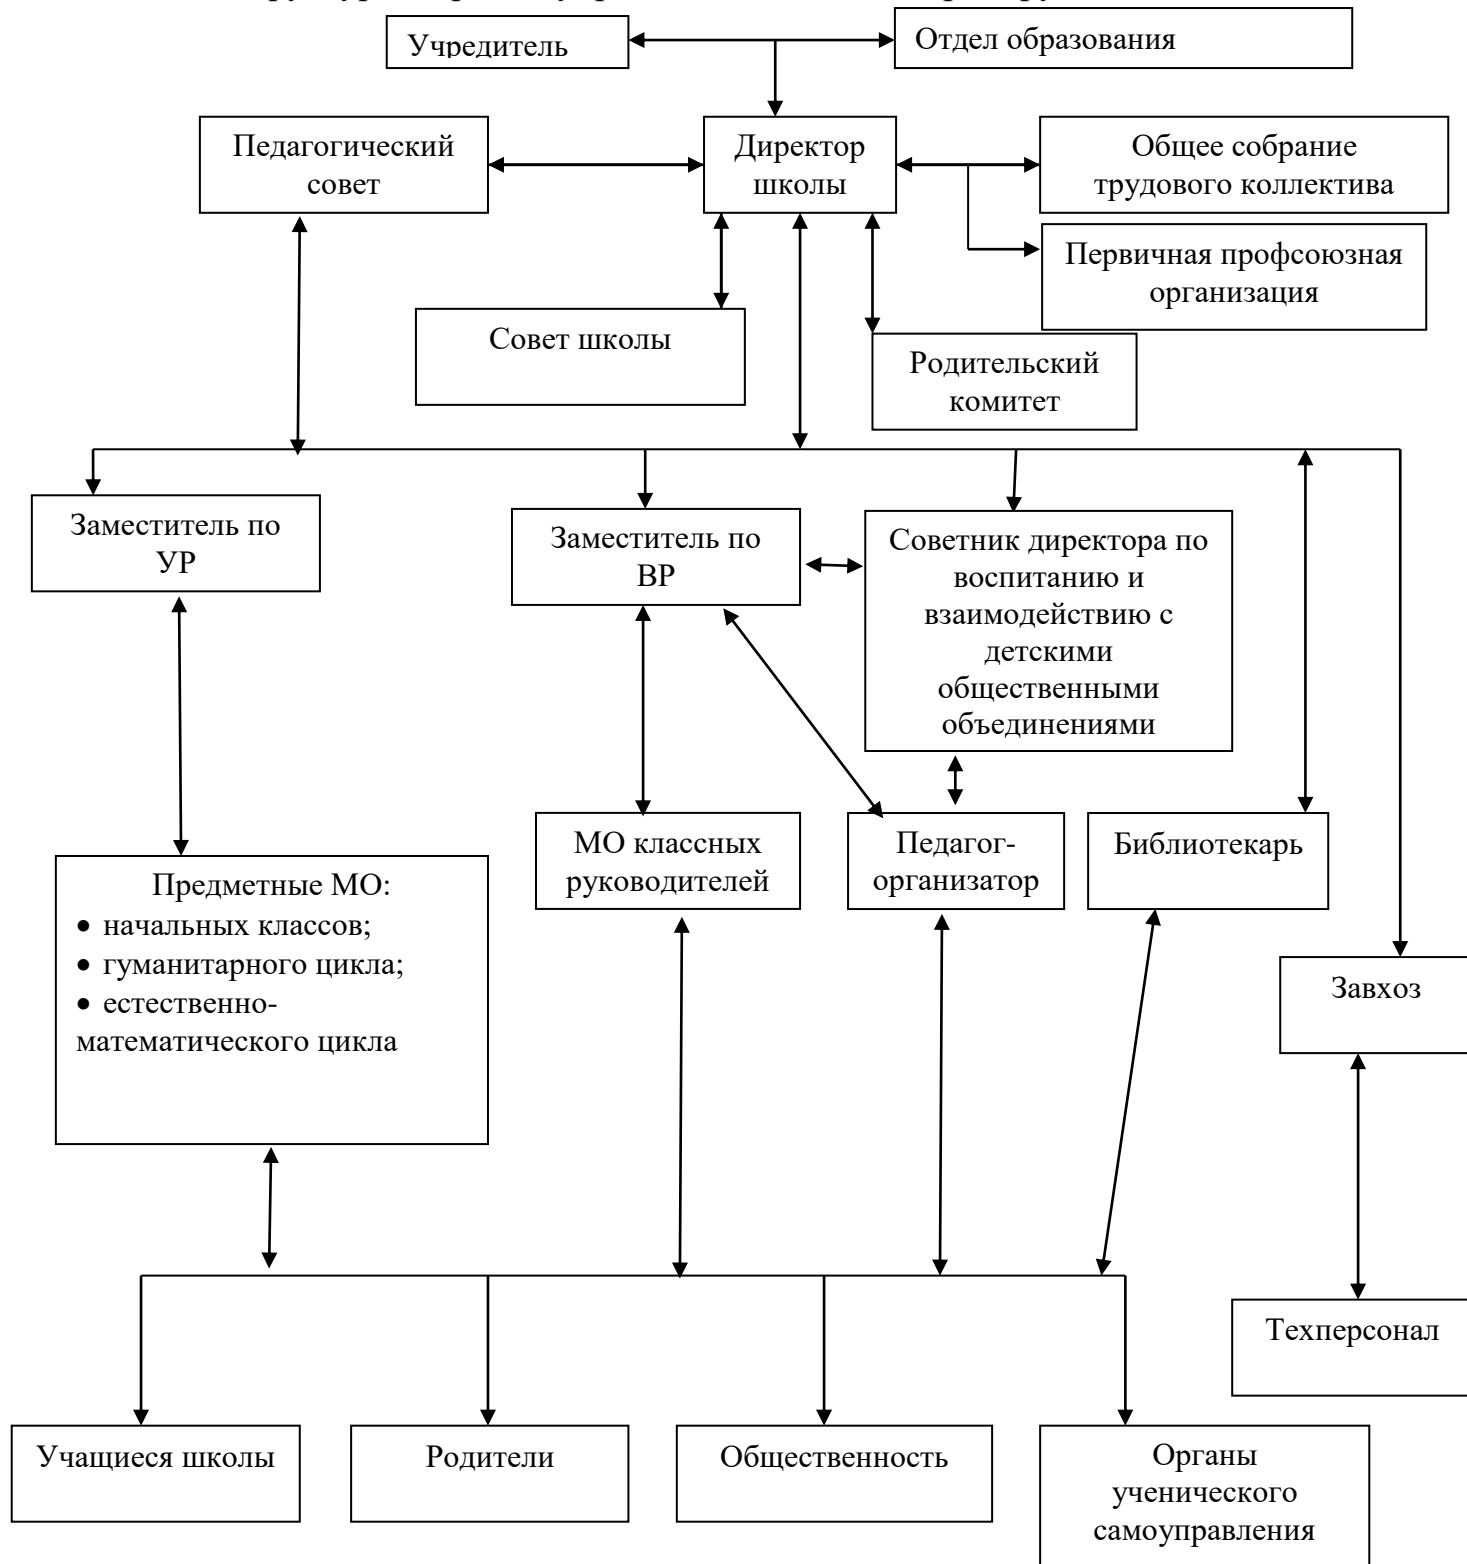 Учредитель
Отдел образования
Педагогический
совет
Директор
школы
Общее собрание
трудового коллектива
Первичная профсоюзная
организация
Совет школы
Родительский
комитет
Заместитель по
УР
Заместитель по
ВР
Советник директора по
воспитанию и
взаимодействию с
детскими
общественными
объединениями
МО классных
руководителей
Педагог-
организатор
Библиотекарь
Предметные МО:
• начальных классов;
• гуманитарного цикла;
• естественно-
математического цикла
Завхоз
Техперсонал
Учащиеся школы
Родители
Общественность
Органы
ученического
самоуправления